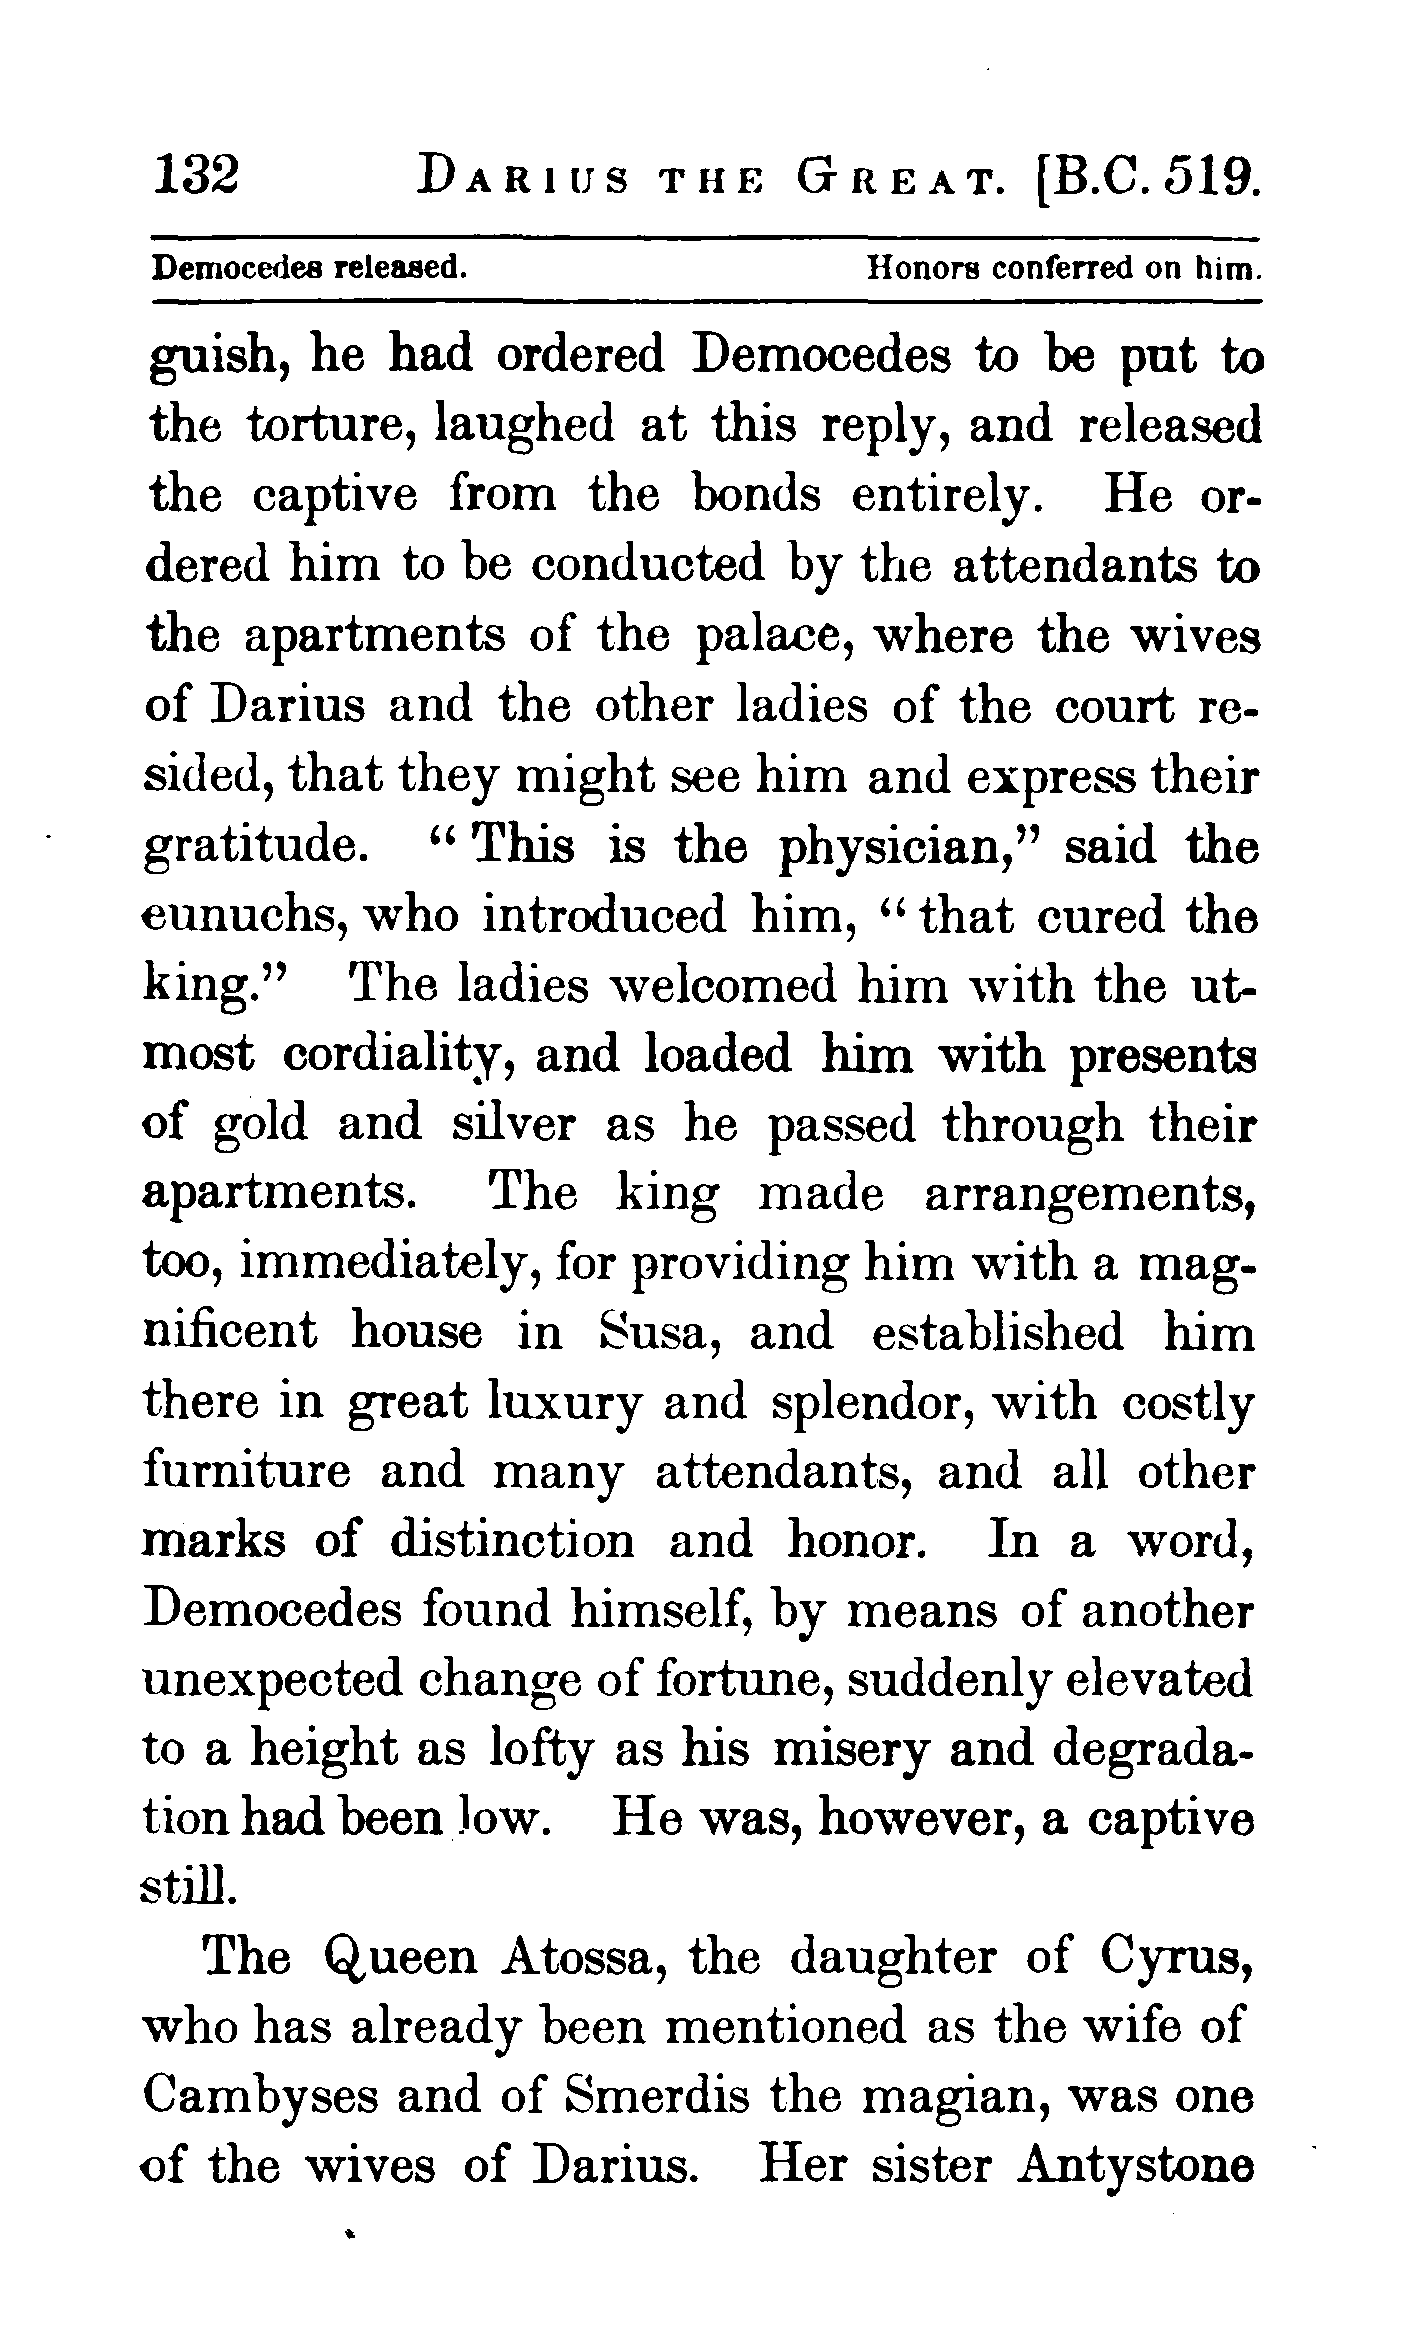 132 DARIUS THE GREAT. [B.C. 519.
Democedes released. Honors conferred on him.
guish, he had ordered Democedes to be put to
the torture, laughed at this reply, and released
the captive from the bonds entirely. He or-
dered him to be conducted by the attendants to
the apartments of the palace, where the wives
of Darius and the other ladies of the court re-
sided, that they might see him and express their
gratitude. “ This is the physician,” said the
eunuchs, who introduced him, “ that cured the
king.” The ladies welcomed him with the ut-
most cordiality, and loaded him with presents
of gold and silver as he passed through their
apartments. The king made arrangements,
too, immediately, for providing him with a mag-
nificent house in Susa, and established him
there in great luxury and splendor, with costly
furniture and many attendants, and all other
marks of distinction and honor. In a word,
Democedes found himself, by means of another
unexpected change of fortune, suddenly elevated
to a height as lofty as his misery and degrada-
tion had been low. He was, however, a captive
still.
The Queen Atossa, the daughter of Cyrus,
who has already been mentioned as the wife of
Cambyses and of Smerdis the magian, was one
of the wives of Darius. Her sister Antystone